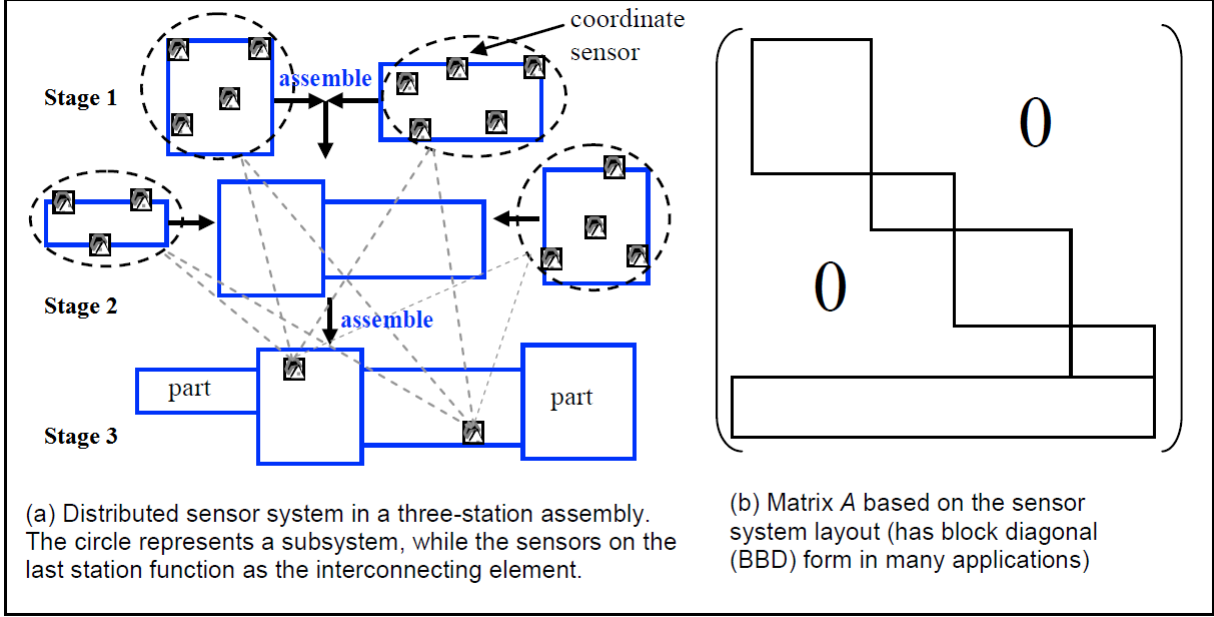 coordinate
sensor
assemble
Stage 1
0
0
Stage 2
assemble
part
part
Stage 3
(a) Distributed sensor system in a three-station assembly.
The circle represents a subsystem, while the sensors on the
last station function as the interconnecting element.
(b) Matrix A based on the sensor
system layout (has block diagonal
(BBD) form in many applications)